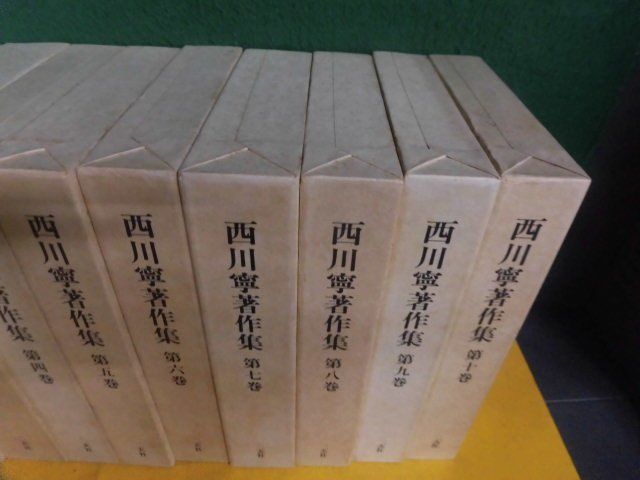 著作集 第四巻
西川寧著作集 第五巻
西川寧著作集 第六巻
西川寧著作集 第七巻
西川寧著作集 第八巻
西川寧著作集 第九巻
西川寧著作集 第十巻